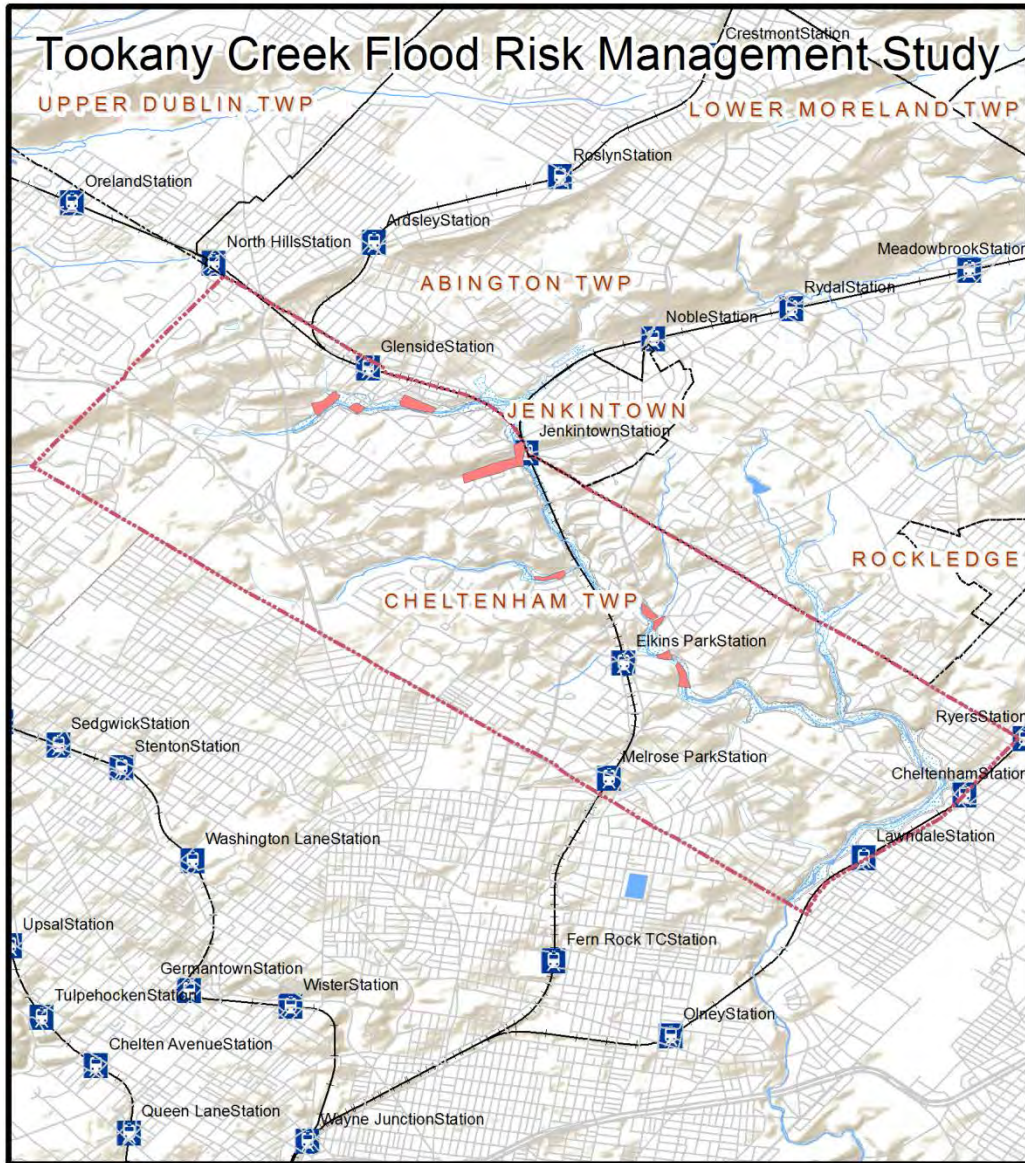 Tookany Creek Flood Risk Management Study
CrestmontStation
UPPER DUBLIN TWP
LOWER MORELAND TWP
RoslynStation
OrelandStation
ArdsleyStation
North HillsStation
MeadowbrookStation
ABINGTON TWP
RydalStation
NobleStation
GlensideStation
JENKINTOWN
JenkintownStation
ROCKLEDGE
CHELTENHAM TWP
Elkins ParkStation
RyersStation
SedgwickStation
StentonStation
Melrose ParkStation
CheltenhamStation
Washington LaneStation
LawndaleStation
UpsalStation
Fern Rock TCStation
GermantownStation
WisterStation
TulpehockenStation
OlneyStation
Chelten AvenueStation
Queen LaneStation
Wayne JunctionStation